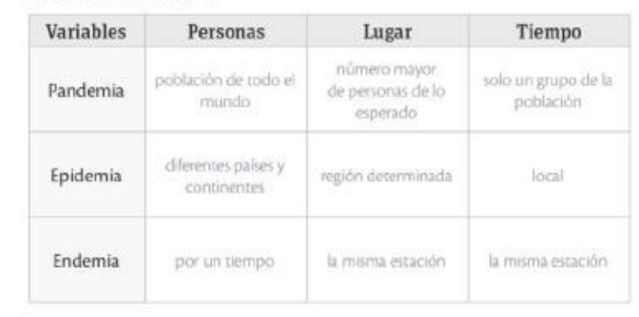 Variables Personas Lugar Tiempo
Pandemia población de todo el mundo número mayor de personas de lo esperado solo un grupo de la población
Epidemia diferentes países y continentes región determinada local
Endemia por un tiempo la misma estación la misma estación